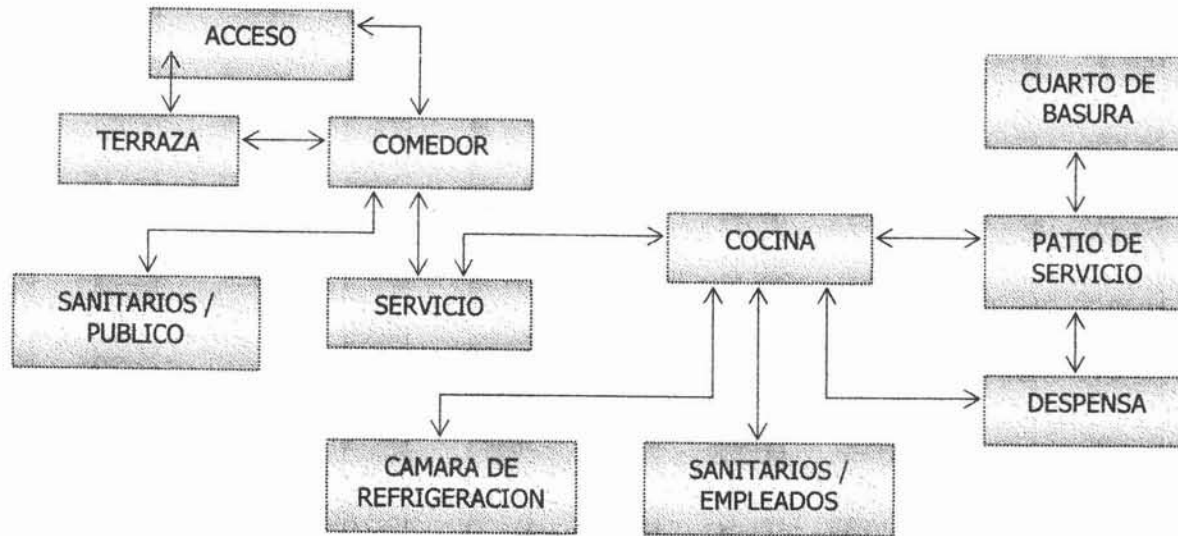 ACCESO
CUARTO DE
BASURA
TERRAZA
COMEDOR
COCINA
PATIO DE
SERVICIO
SANITARIOS /
PUBLICO
SERVICIO
DESPENSA
CAMARA DE
REFRIGERACION
SANITARIOS /
EMPLEADOS